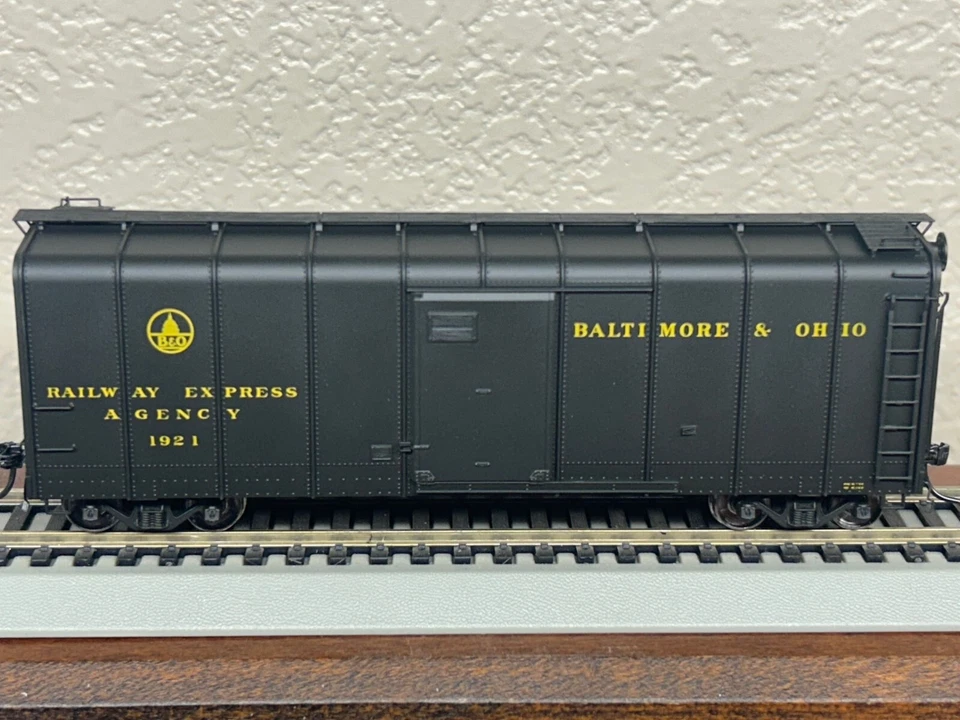 B&O
RAILWAY EXPRESS
AGENCY
1921
BALTIMORE & OHIO